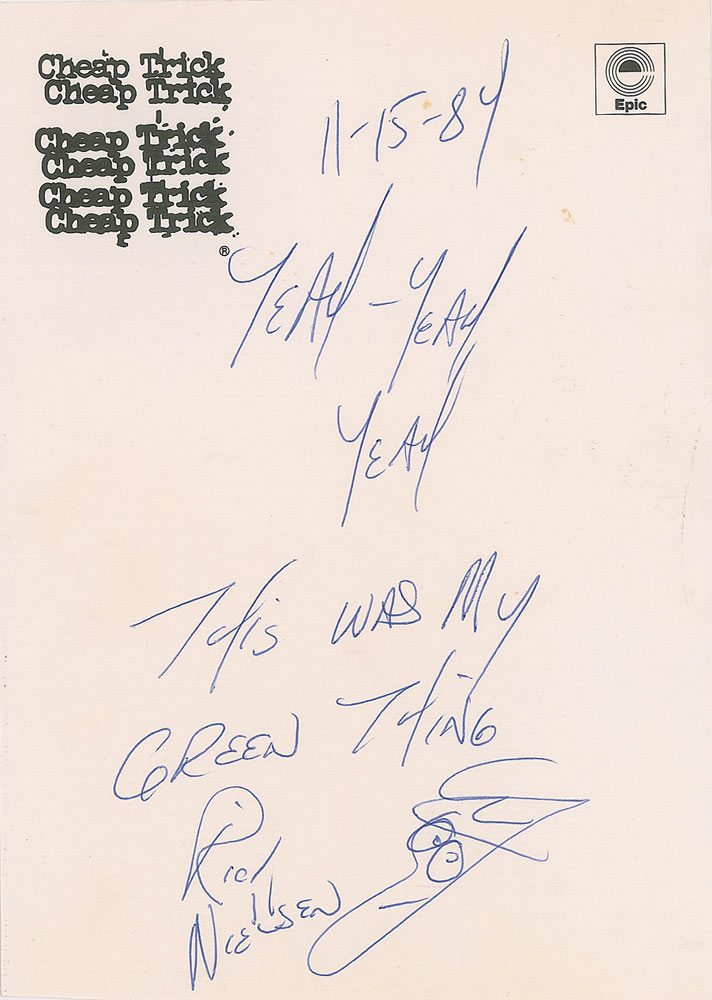 Cheap Trick
Cheap Trick
Cheap Trick
Cheap Trick
Cheap Trick
Cheap Trick
®
Epic
11-15-84
YEAH - YEAH
YEAH
THIS WAS MY
GREEN THING
Rick
NIELSEN